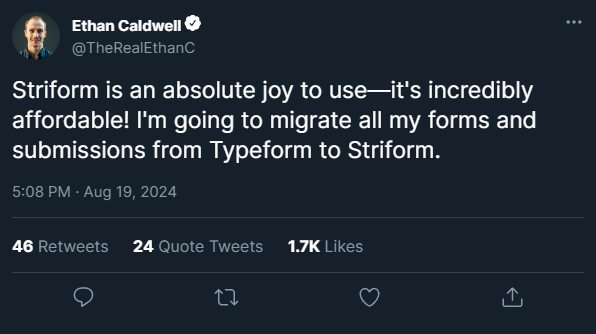 Ethan Caldwell
@TheRealEthanC
Striform is an absolute joy to use—it's incredibly
affordable! I'm going to migrate all my forms and
submissions from Typeform to Striform.
5:08 PM · Aug 19, 2024
46 Retweets 24 Quote Tweets 1.7K Likes